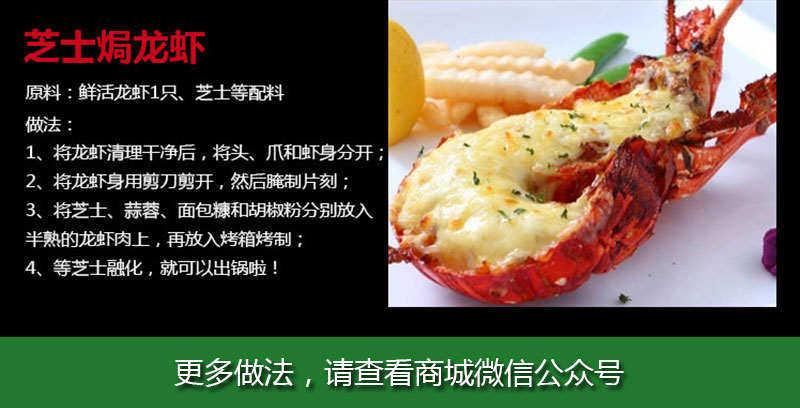 芝士焗龙虾
原料：鲜活龙虾1只、芝士等配料
做法：
1、将龙虾清理干净后，将头、爪和虾身分开；
2、将龙虾身用剪刀剪开，然后腌制片刻；
3、将芝士、蒜蓉、面包糠和胡椒粉分别放入
半熟的龙虾肉上，再放入烤箱烤制；
4、等芝士融化，就可以出锅啦！
更多做法，请查看商城微信公众号